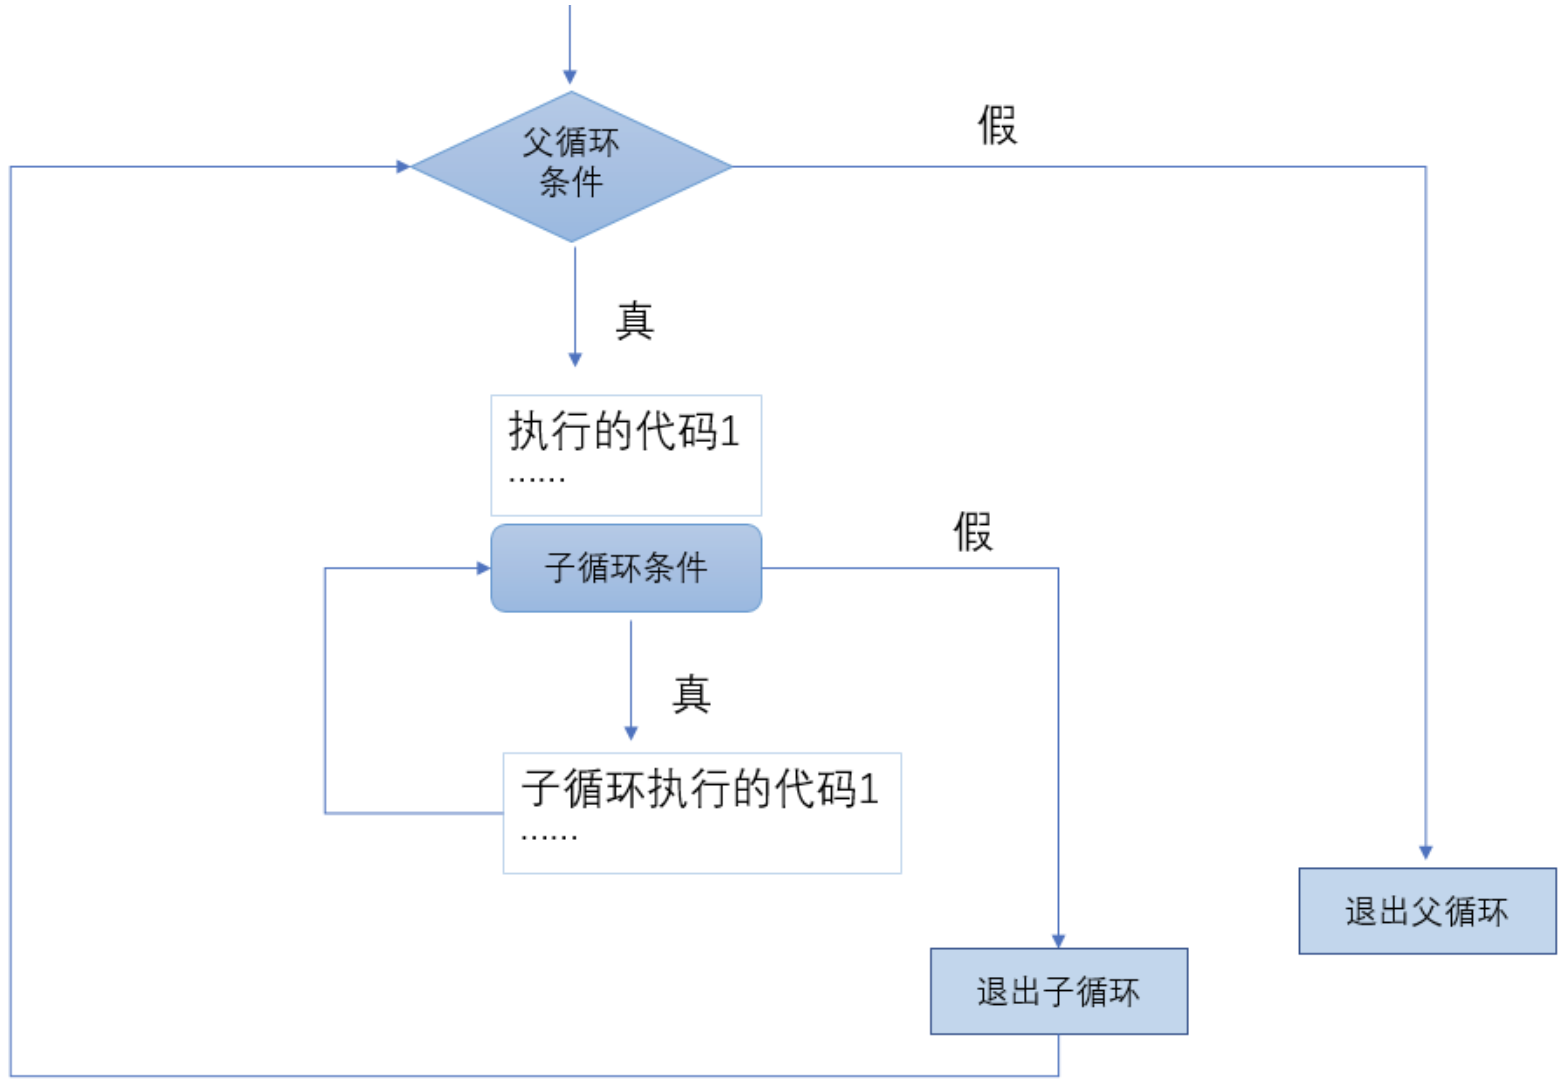 假
父循环
条件
真
执行的代码1
……
假
子循环条件
真
子循环执行的代码1
……
退出父循环
退出子循环